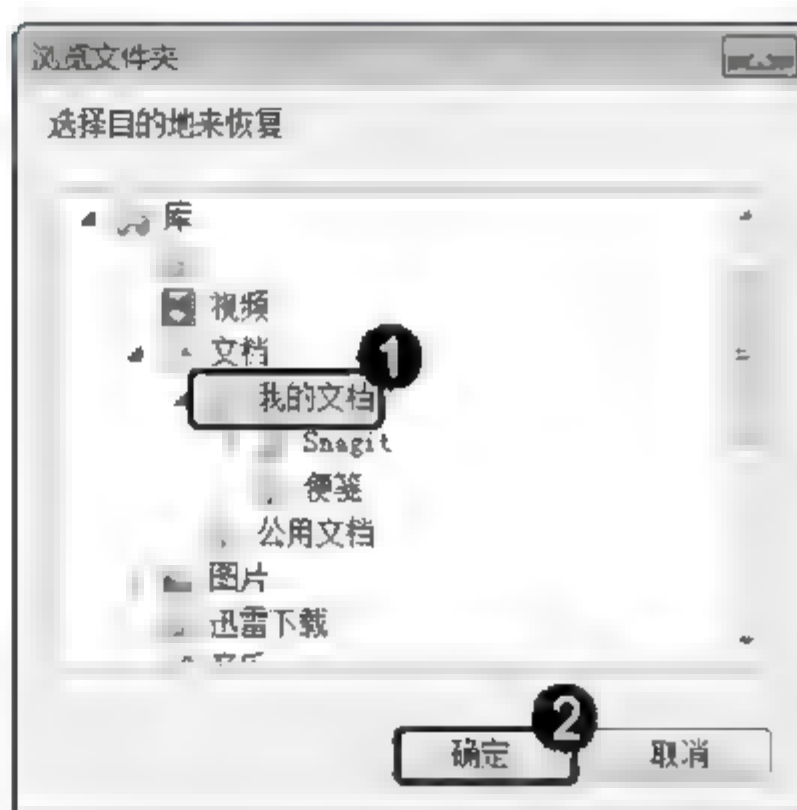 浏览文件夹
选择目的地来恢复
库
视频
文档
1
我的文档
Snagit
便笺
公用文档
图片
迅雷下载
2
确定 取消